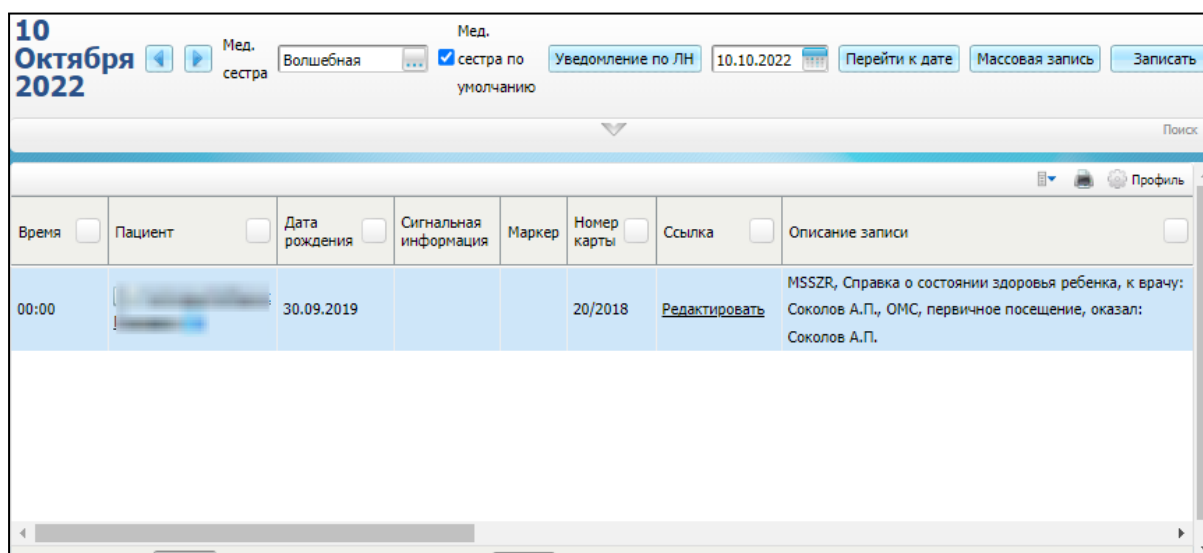 10
Октября
2022
Мед.
сестра
Волшебная
...
Мед.
сестра по
умолчанию
Уведомление по ЛН
10.10.2022
Перейти к дате
Массовая запись
Записать
Поиск
Профиль
Время
Пациент
Дата
рождения
Сигнальная
информация
Маркер
Номер
карты
Ссылка
Описание записи
00:00
30.09.2019
20/2018
Редактировать
MSSZR, Справка о состоянии здоровья ребенка, к врачу:
Соколов А.П., ОМС, первичное посещение, оказал:
Соколов А.П.